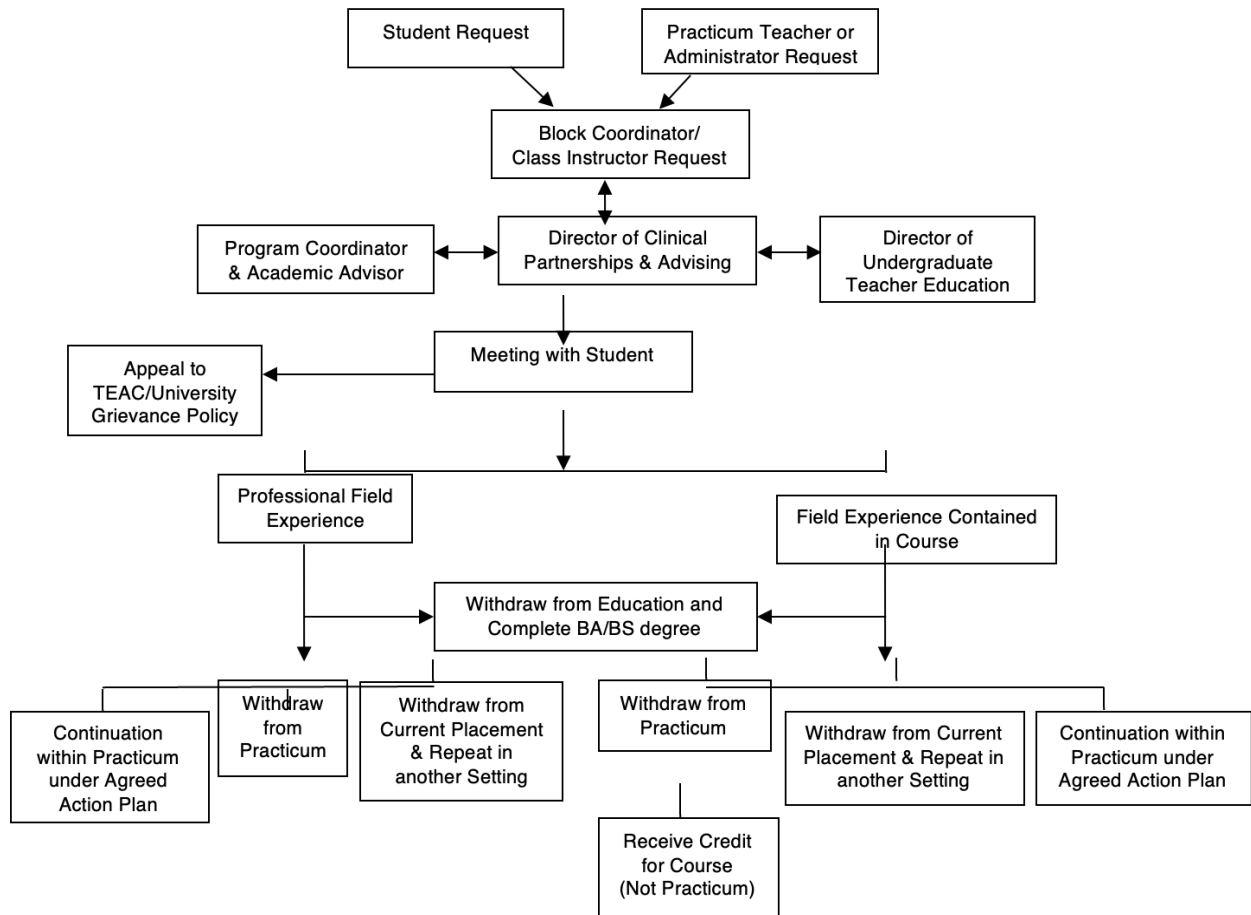 Student Request
Practicum Teacher or
Administrator Request
Block Coordinator/
Class Instructor Request
Program Coordinator
& Academic Advisor
Director of Clinical
Partnerships & Advising
Director of
Undergraduate
Teacher Education
Meeting with Student
Appeal to
TEAC/University
Grievance Policy
Professional Field
Experience
Field Experience Contained
in Course
Withdraw from Education and
Complete BA/BS degree
Continuation
within Practicum
under Agreed
Action Plan
Withdraw
from
Practicum
Withdraw from
Current Placement
& Repeat in
another Setting
Withdraw from
Practicum
Withdraw from Current
Placement & Repeat in
another Setting
Continuation within
Practicum under
Agreed Action Plan
Receive Credit
for Course
(Not Practicum)